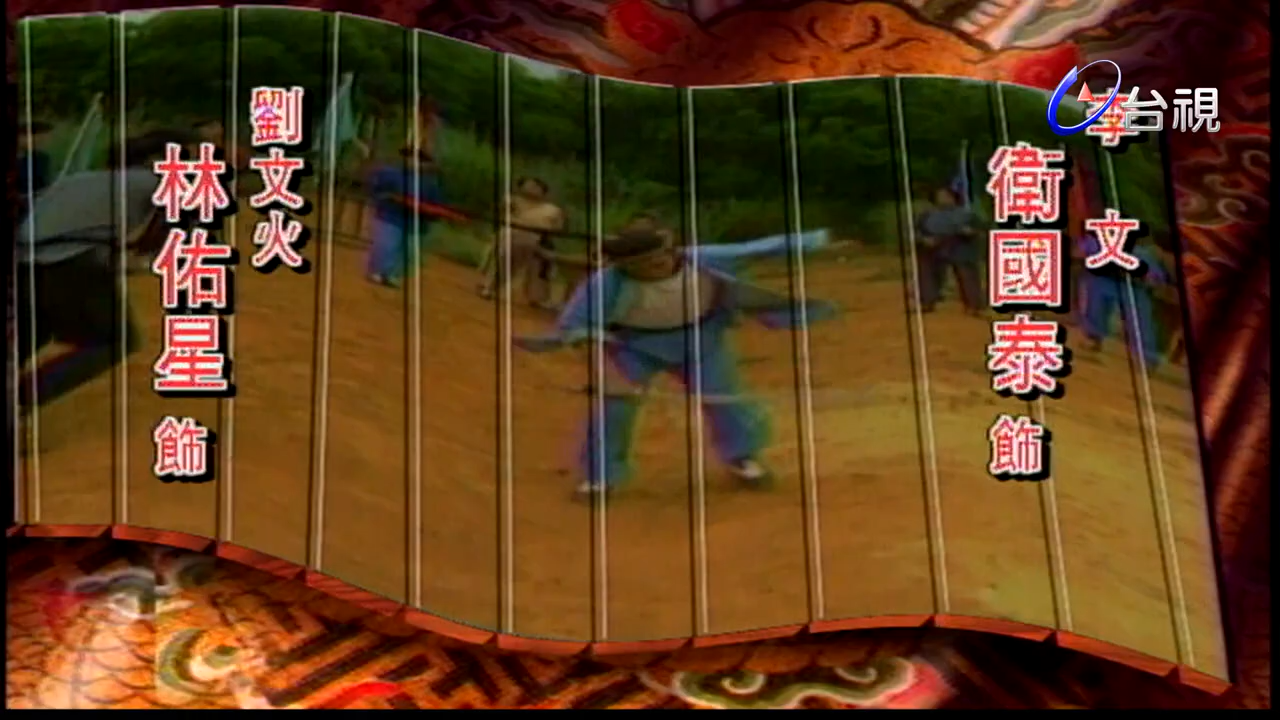 台視
李文
衛國泰 飾
劉文火
林佑星 飾